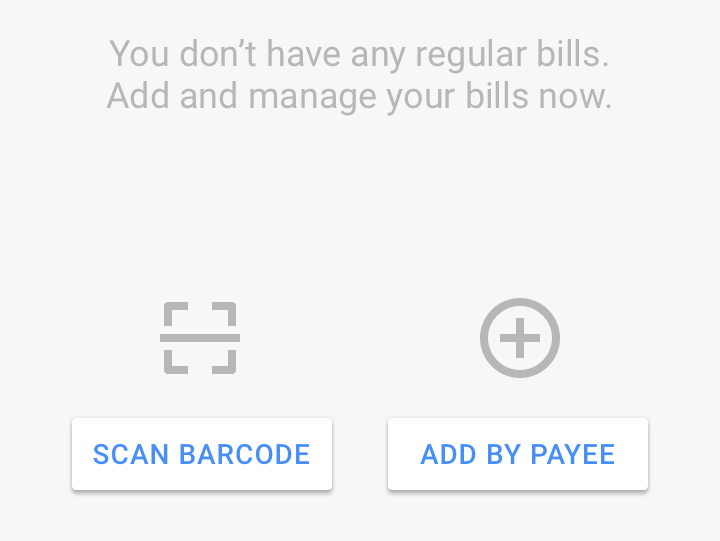 You don’t have any regular bills.
Add and manage your bills now.
SCAN BARCODE
ADD BY PAYEE